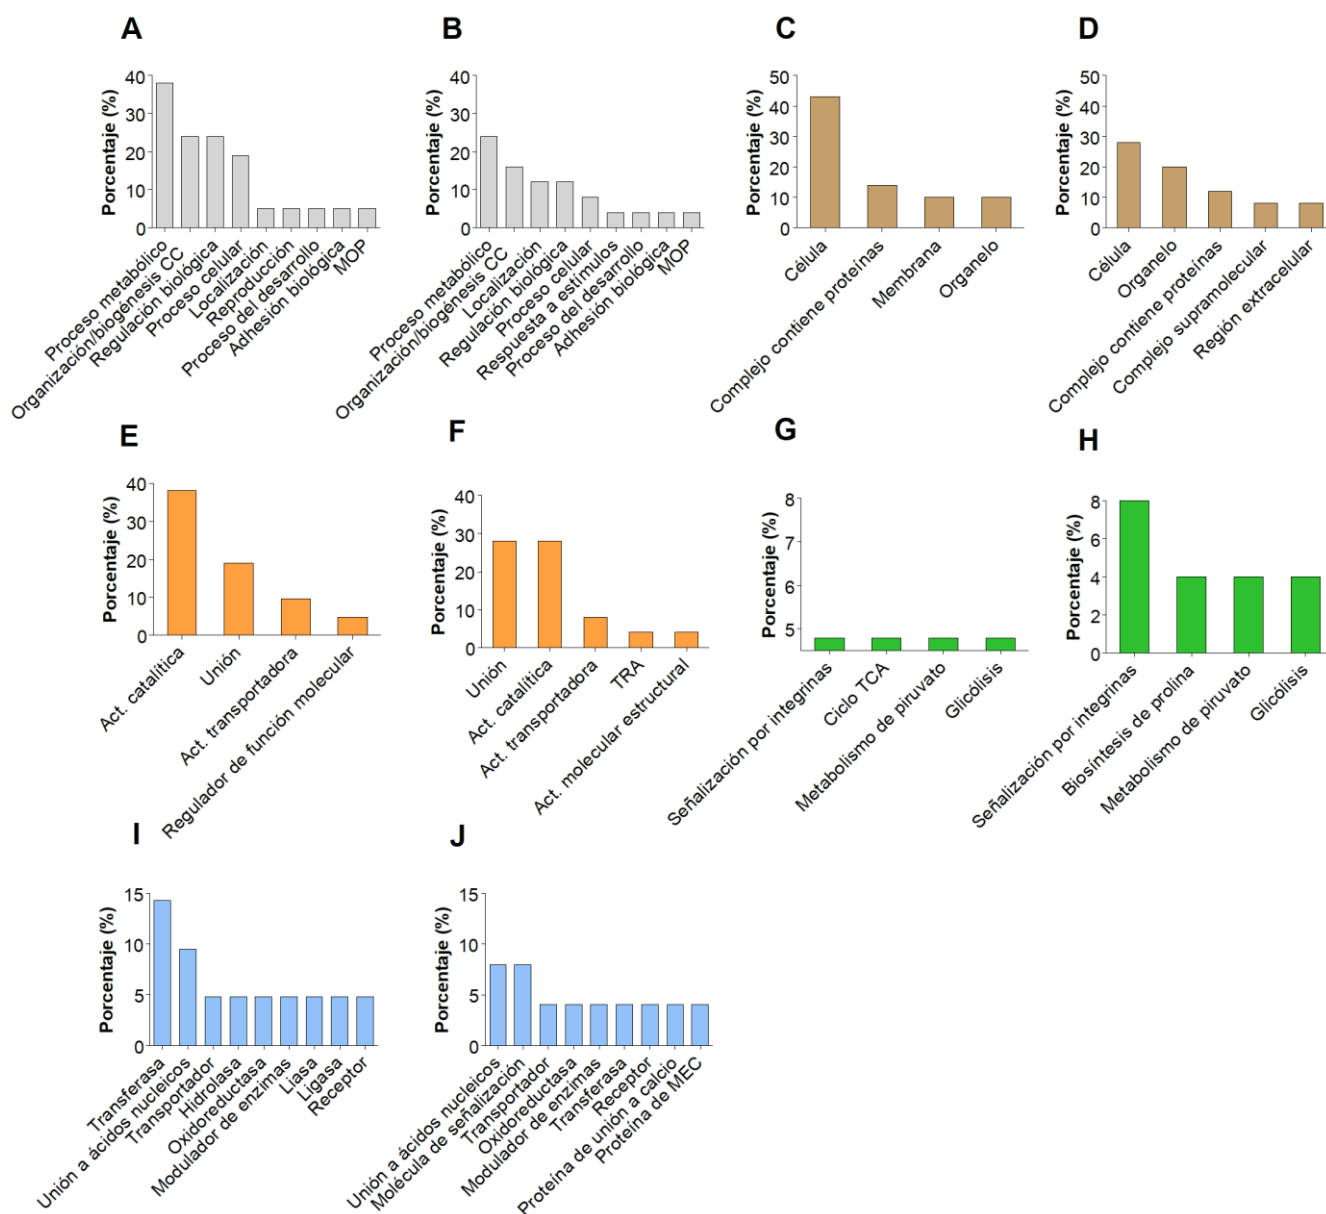 A
Porcentaje (%)
40
30
20
10
0
Proceso metabólico
Organización/biogénesis CC
Regulación biológica
Proceso celular
Localización
Reproducción
Proceso del desarrollo
Adhesión biológica
MOP
B
Porcentaje (%)
40
30
20
10
0
Proceso metabólico
Organización/biogénesis CC
Localización
Regulación biológica
Proceso celular
Respuesta a estímulos
Proceso del desarrollo
Adhesión biológica
MOP
C
Porcentaje (%)
50
40
30
20
10
0
Célula
Complejo contiene proteínas
Membrana
Organelo
D
Porcentaje (%)
50
40
30
20
10
0
Célula
Organelo
Complejo contiene proteínas
Complejo supramolecular
Región extracelular
E
Porcentaje (%)
40
30
20
10
0
Act. catalítica
Unión
Act. transportadora
Regulador de función molecular
F
Porcentaje (%)
40
30
20
10
0
Unión
Act. catalítica
Act. transportadora
TRA
Act. molecular estructural
G
Porcentaje (%)
8
7
6
5
Señalización por integrinas
Ciclo TCA
Metabolismo de piruvato
Glicólisis
H
Porcentaje (%)
8
6
4
2
0
Señalización por integrinas
Biosíntesis de prolina
Metabolismo de piruvato
Glicólisis
I
Porcentaje (%)
15
10
5
0
Transferasa
Unión a ácidos nucleicos
Transportador
Hidrolasa
Oxidoreductasa
Modulador de enzimas
Liasa
Ligasa
Receptor
J
Porcentaje (%)
15
10
5
0
Unión a ácidos nucleicos
Molécula de señalización
Transportador
Oxidoreductasa
Modulador de enzimas
Transferasa
Receptor
Proteína de unión a calcio
Proteína de MEC